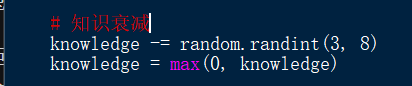 # 知识衰减
knowledge -= random.randint(3, 8)
knowledge = max(0, knowledge)